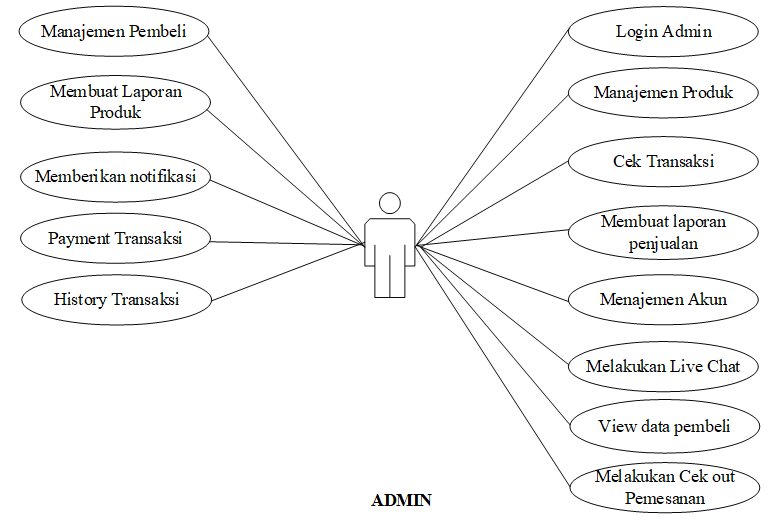 Manajemen Pembeli
Membuat Laporan
Produk
Memberikan notifikasi
Payment Transaksi
History Transaksi
Login Admin
Manajemen Produk
Cek Transaksi
Membuat laporan
penjualan
Menajemen Akun
Melakukan Live Chat
View data pembeli
Melakukan Cek out
Pemesanan
ADMIN